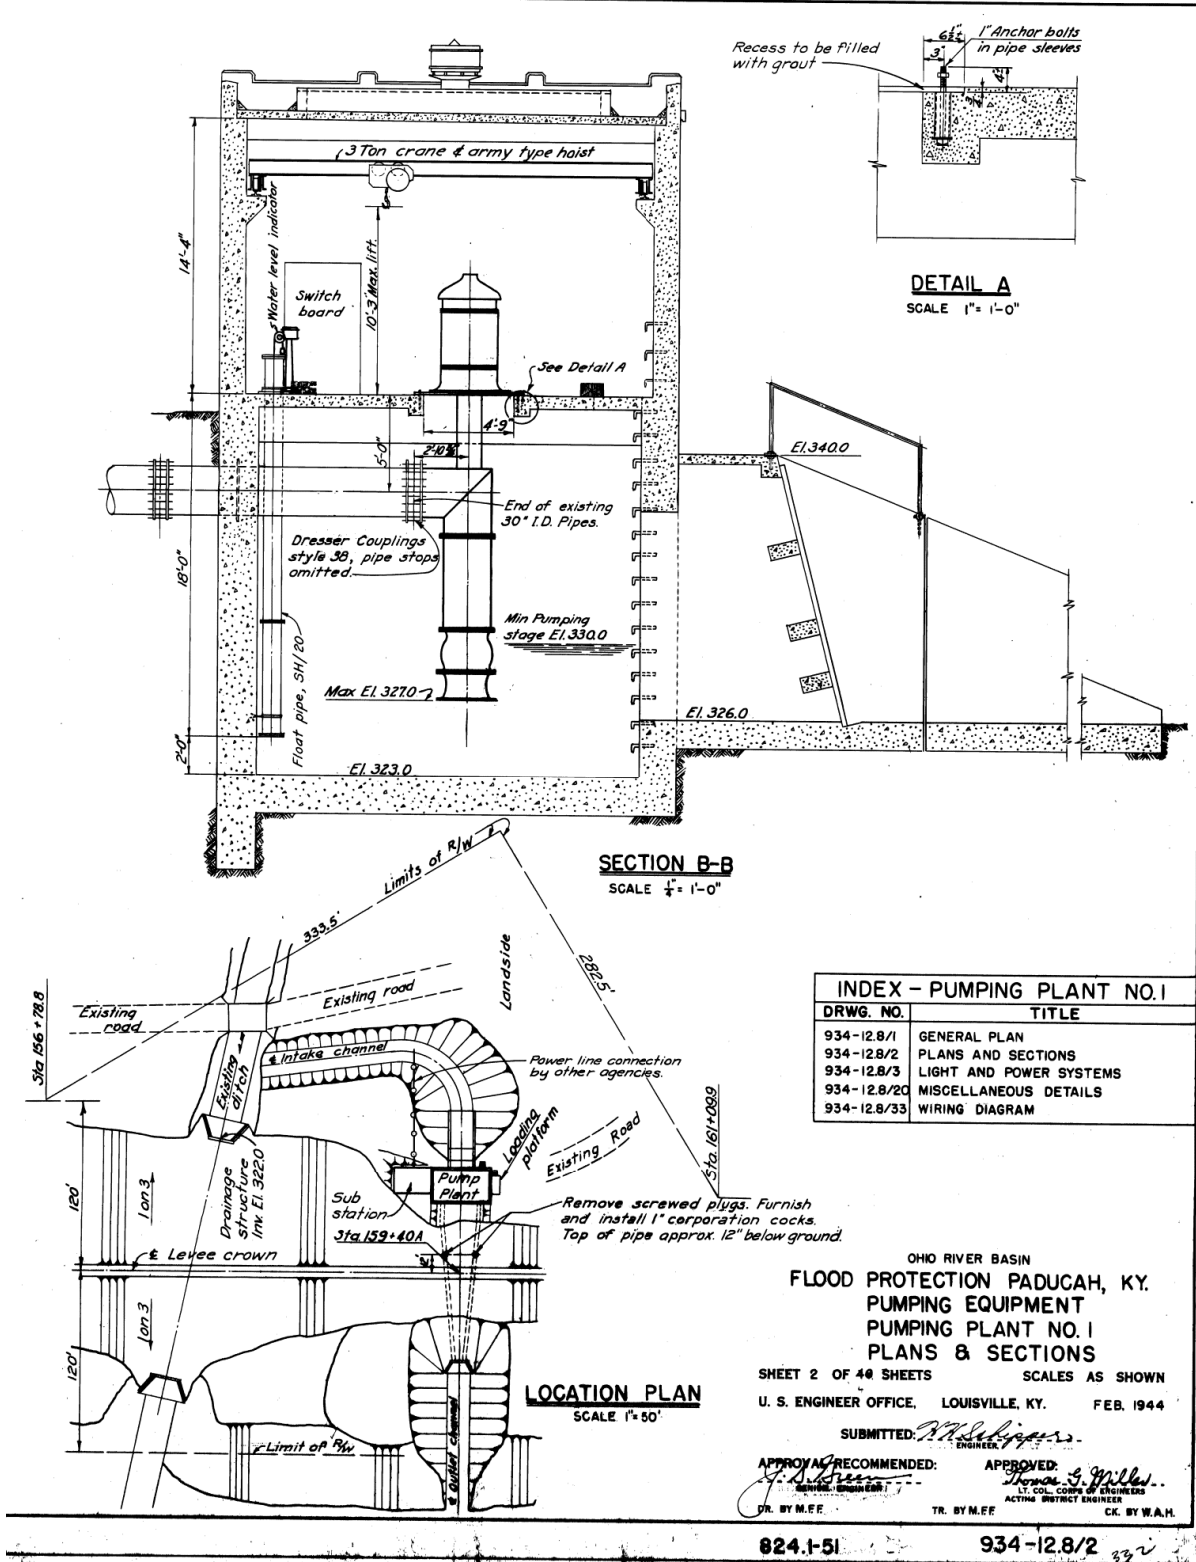 Recess to be filled
with grout
6½"±
3"
1" Anchor bolts
in pipe sleeves
4"
3/4"
DETAIL A
SCALE 1"= 1'-0"
3 Ton crane & army type hoist
14'-4"
Water level indicator
Switch
board
10'-3 Max. lift.
See Detail A
4'-9"
5'-0"
End of existing
30" I.D. Pipes.
Dresser Couplings
style 38, pipe stops
omitted.
18'-0"
Min Pumping
stage El. 330.0
Float pipe, SH/20
Max El. 327.0
El. 340.0
El. 326.0
2'-0"
El. 323.0
SECTION B-B
SCALE ¼"= 1'-0"
Limits of R/W
333.5'
282.5'
Landside
Sta 156+78.8
Existing
road
Existing road
℄ Intake channel
Existing
ditch
Power line connection
by other agencies.
Loading
platform
Existing Road
Sta. 161+09.9
Pump
Plant
Sub
station
Sta. 159+40A
Drainage
structure
Inv. El. 322.0
Remove screwed plugs. Furnish
and install 1" corporation cocks.
Top of pipe approx. 12" below ground.
120'
1 on 3
℄ Levee crown
1 on 3
120'
Limit of R/W
℄ Outlet channel
LOCATION PLAN
SCALE 1"=50'
INDEX - PUMPING PLANT NO. 1
DRWG. NO. TITLE
934-12.8/1 GENERAL PLAN
934-12.8/2 PLANS AND SECTIONS
934-12.8/3 LIGHT AND POWER SYSTEMS
934-12.8/20 MISCELLANEOUS DETAILS
934-12.8/33 WIRING DIAGRAM
OHIO RIVER BASIN
FLOOD PROTECTION PADUCAH, KY.
PUMPING EQUIPMENT
PUMPING PLANT NO. 1
PLANS & SECTIONS
SHEET 2 OF 40 SHEETS SCALES AS SHOWN
U. S. ENGINEER OFFICE, LOUISVILLE, KY. FEB. 1944
SUBMITTED:
ENGINEER
APPROVAL RECOMMENDED: APPROVED:
SENIOR ENGINEER
Thomas G. Miller
LT. COL., CORPS OF ENGINEERS
ACTING DISTRICT ENGINEER
DR. BY M.F.F. TR. BY M.F.F. CK. BY W.A.H.
824.1-51 934-12.8/2 332